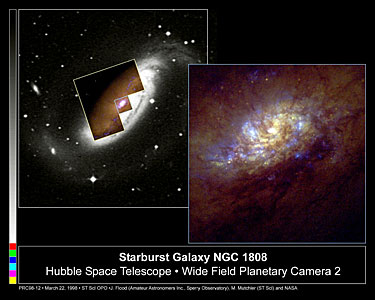 Starburst Galaxy NGC 1808
Hubble Space Telescope • Wide Field Planetary Camera 2
PRC98-12 • March 22, 1998 • ST ScI OPO • J. Flood (Amateur Astronomers Inc., Sperry Observatory), M. Mutchler (ST ScI) and NASA